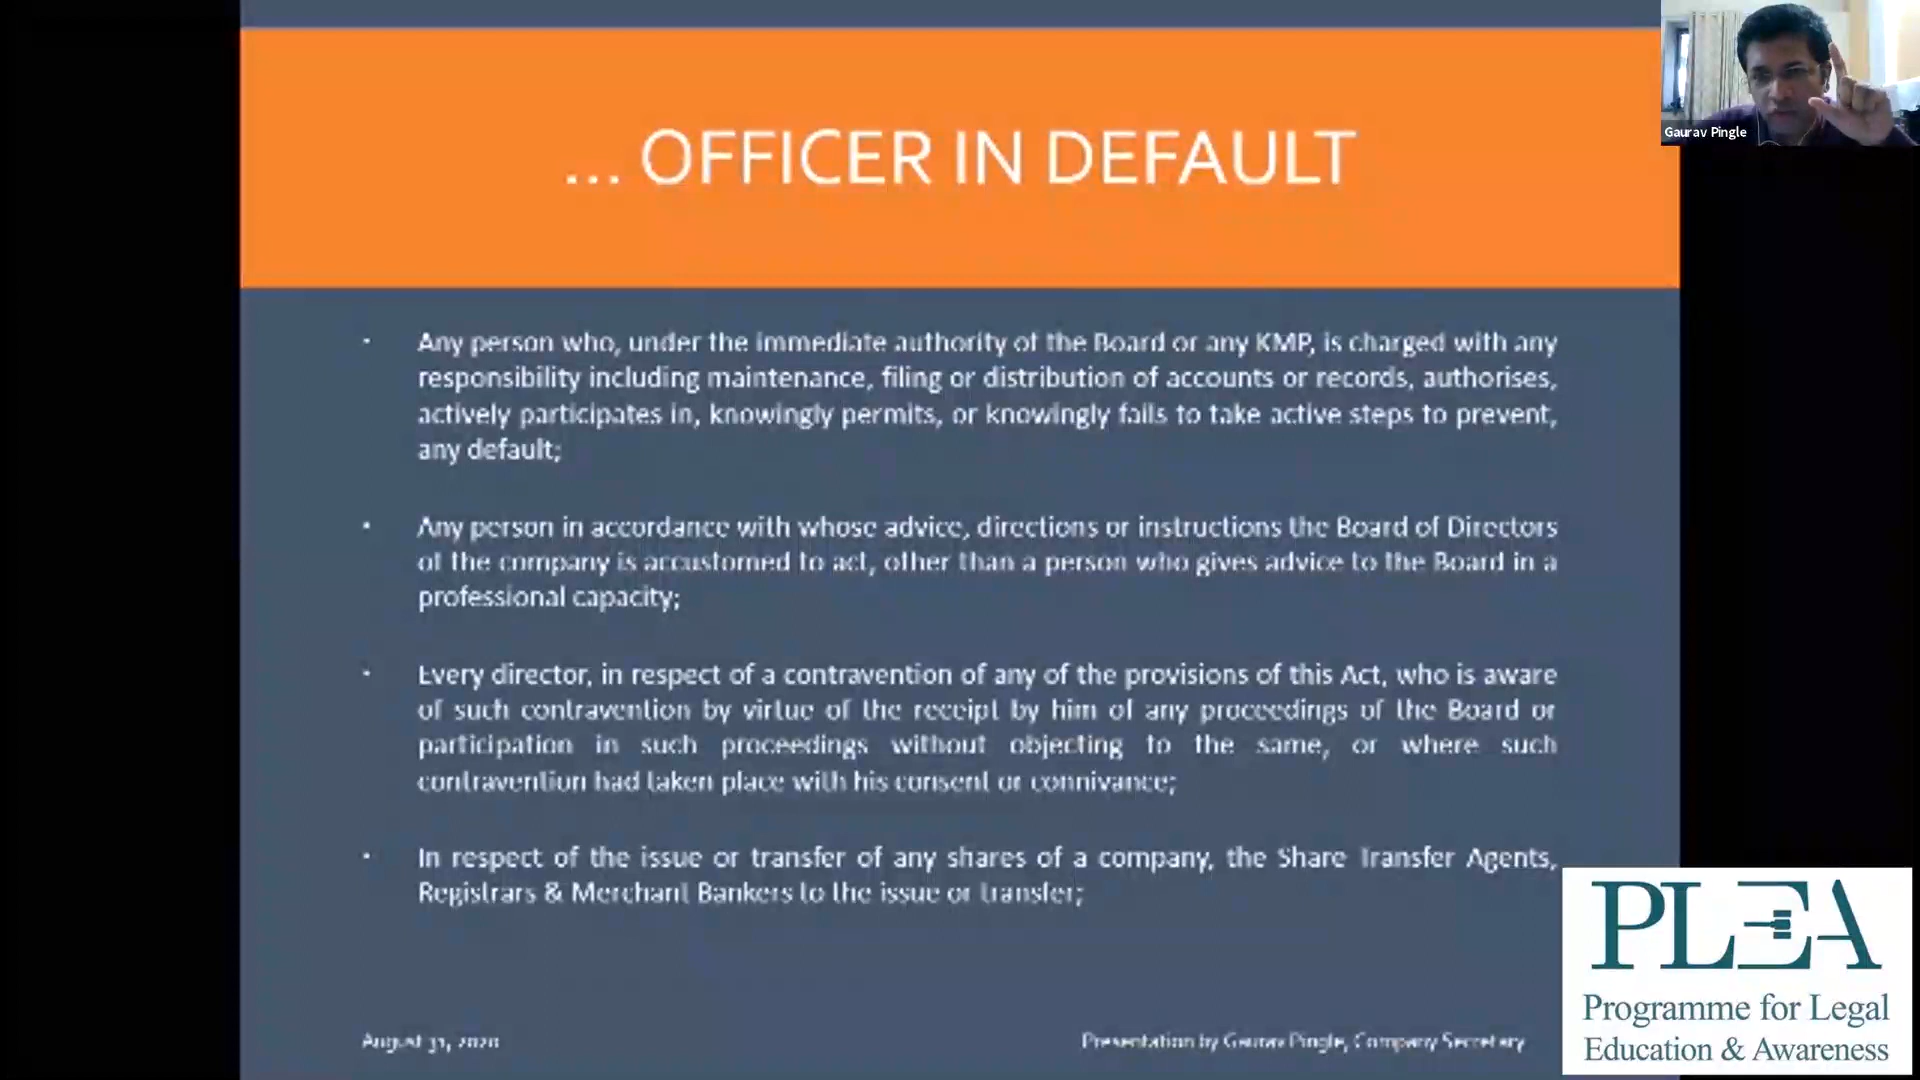 ... OFFICER IN DEFAULT
Gaurav Pingle
· Any person who, under the immediate authority of the Board or any KMP, is charged with any
responsibility including maintenance, filing or distribution of accounts or records, authorises,
actively participates in, knowingly permits, or knowingly fails to take active steps to prevent,
any default;
· Any person in accordance with whose advice, directions or instructions the Board of Directors
of the company is accustomed to act, other than a person who gives advice to the Board in a
professional capacity;
· Every director, in respect of a contravention of any of the provisions of this Act, who is aware
of such contravention by virtue of the receipt by him of any proceedings of the Board or
participation in such proceedings without objecting to the same, or where such
contravention had taken place with his consent or connivance;
· In respect of the issue or transfer of any shares of a company, the Share Transfer Agents,
Registrars & Merchant Bankers to the issue or transfer;
August 31, 2020
Presentation by Gaurav Pingle, Company Secretary
PLEA
Programme for Legal
Education & Awareness